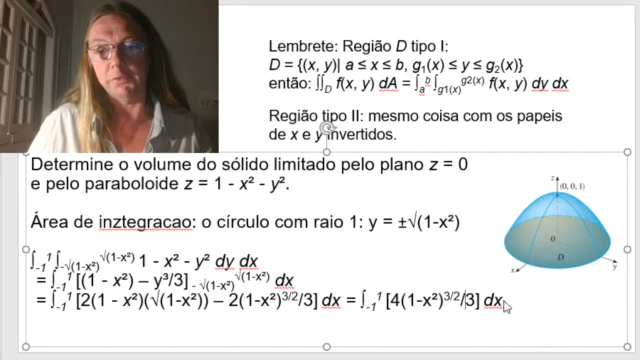 Lembrete: Região D tipo I:
D = {(x, y)| a ≤ x ≤ b, g₁(x) ≤ y ≤ g₂(x)}
então: ∫∫_D f(x, y) dA = ∫ₐᵇ∫_g1(x)^g2(x) f(x, y) dy dx
Região tipo II: mesmo coisa com os papeis
de x e y invertidos.
Determine o volume do sólido limitado pelo plano z = 0
e pelo paraboloide z = 1 - x² - y².
Área de inztegracao: o círculo com raio 1: y = ±√(1-x²)
∫₋₁¹∫_-√(1-x²)^√(1-x²) 1 - x² - y² dy dx
= ∫₋₁¹ [(1 - x²) – y³/3]_- √(1-x²)^√(1-x²) dx
= ∫₋₁¹ [2(1 - x²)(√(1-x²)) – 2(1-x²)^3/2/3] dx = ∫₋₁¹ [4(1-x²)^3/2/3] dx
z
(0, 0, 1)
0
D
x
y